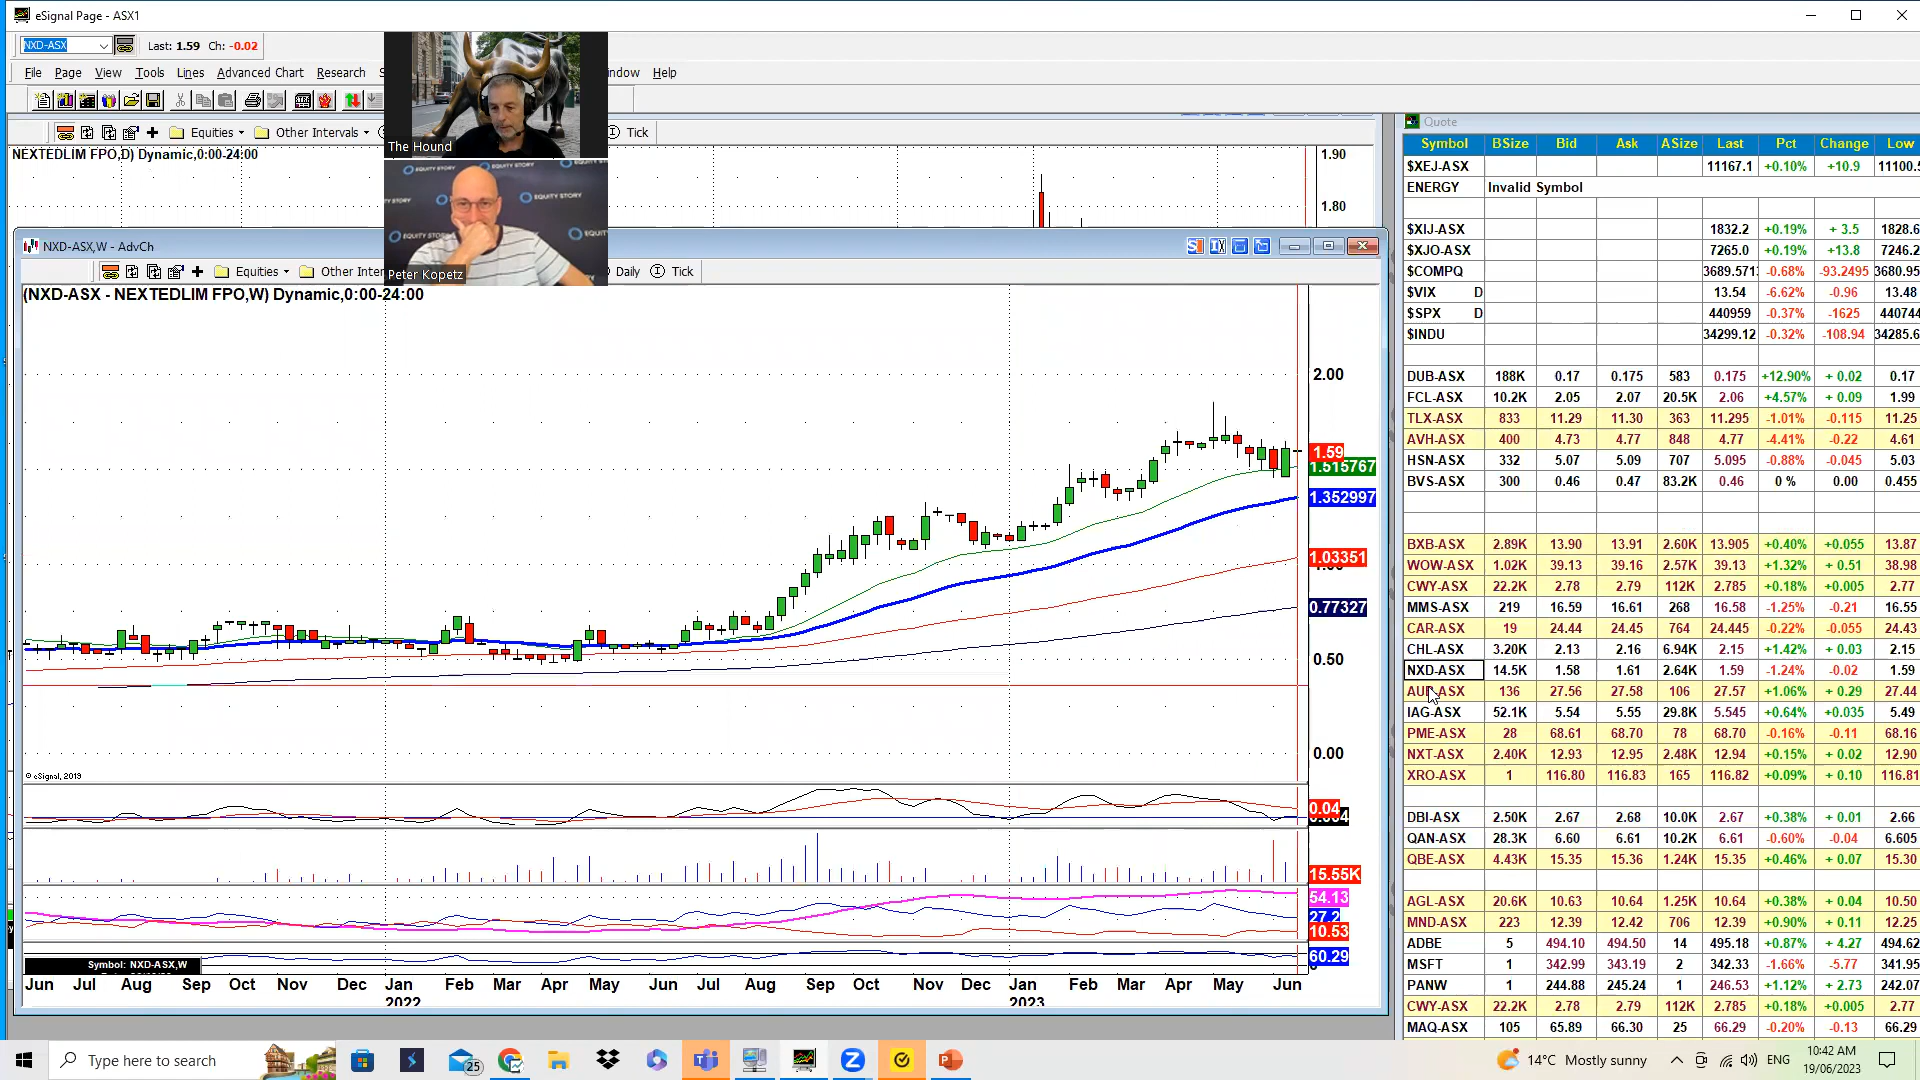 eSignal Page - ASX1
NXD-ASX Last: 1.59 Ch: -0.02
File Page View Tools Lines Advanced Chart Research Help
Equities Other Intervals Tick
NEXTEDLIM FPO,D) Dynamic,0:00-24:00
1.90
1.80
The Hound
EQUITY STORY
Peter Kopetz
NXD-ASX,W - AdvCh
Equities Other Daily Tick
(NXD-ASX - NEXTEDLIM FPO,W) Dynamic,0:00-24:00
2.00
1.59
1.515767
1.352997
1.03351
0.77327
0.50
0.00
© eSignal, 2019
0.04
15.55K
54.13
27.2
10.53
60.29
Symbol: NXD-ASX,W
Jun Jul Aug Sep Oct Nov Dec Jan Feb Mar Apr May Jun Jul Aug Sep Oct Nov Dec Jan Feb Mar Apr May Jun
2022 2023
Quote
Symbol BSize Bid Ask ASize Last Pct Change Low
$XEJ-ASX 11167.1 +0.10% +10.9 11100.5
ENERGY Invalid Symbol
$XIJ-ASX 1832.2 +0.19% + 3.5 1828.6
$XJO-ASX 7265.0 +0.19% +13.8 7246.2
$COMPQ 3689.571 -0.68% -93.2495 3680.95
$VIX D 13.54 -6.62% -0.96 13.48
$SPX D 440959 -0.37% -1625 440744
$INDU 34299.12 -0.32% -108.94 34285.6
DUB-ASX 188K 0.17 0.175 583 0.175 +12.90% + 0.02 0.17
FCL-ASX 10.2K 2.05 2.07 20.5K 2.06 +4.57% + 0.09 1.99
TLX-ASX 833 11.29 11.30 363 11.295 -1.01% -0.115 11.25
AVH-ASX 400 4.73 4.77 848 4.77 -4.41% -0.22 4.61
HSN-ASX 332 5.07 5.09 707 5.095 -0.88% -0.045 5.03
BVS-ASX 300 0.46 0.47 83.2K 0.46 0 % 0.00 0.455
BXB-ASX 2.89K 13.90 13.91 2.60K 13.905 +0.40% +0.055 13.87
WOW-ASX 1.02K 39.13 39.16 2.57K 39.13 +1.32% + 0.51 38.98
CWY-ASX 22.2K 2.78 2.79 112K 2.785 +0.18% +0.005 2.77
MMS-ASX 219 16.59 16.61 268 16.58 -1.25% -0.21 16.55
CAR-ASX 19 24.44 24.45 764 24.445 -0.22% -0.055 24.43
CHL-ASX 3.20K 2.13 2.16 6.94K 2.15 +1.42% + 0.03 2.15
NXD-ASX 14.5K 1.58 1.61 2.64K 1.59 -1.24% -0.02 1.59
-ASX 136 27.56 27.58 106 27.57 +1.06% + 0.29 27.44
IAG-ASX 52.1K 5.54 5.55 29.8K 5.545 +0.64% +0.035 5.49
PME-ASX 28 68.61 68.70 78 68.70 -0.16% -0.11 68.16
NXT-ASX 2.40K 12.93 12.95 2.48K 12.94 +0.15% + 0.02 12.90
XRO-ASX 1 116.80 116.83 165 116.82 +0.09% + 0.10 116.81
DBI-ASX 2.50K 2.67 2.68 10.0K 2.67 +0.38% + 0.01 2.66
QAN-ASX 28.3K 6.60 6.61 10.2K 6.61 -0.60% -0.04 6.605
QBE-ASX 4.43K 15.35 15.36 1.24K 15.35 +0.46% + 0.07 15.30
AGL-ASX 20.6K 10.63 10.64 1.25K 10.64 +0.38% + 0.04 10.50
MND-ASX 223 12.39 12.42 706 12.39 +0.90% + 0.11 12.25
ADBE 5 494.10 494.50 14 495.18 +0.87% + 4.27 494.62
MSFT 1 342.99 343.19 2 342.33 -1.66% -5.77 341.95
PANW 1 244.88 245.24 1 246.53 +1.12% + 2.73 242.07
CWY-ASX 22.2K 2.78 2.79 112K 2.785 +0.18% +0.005 2.77
MAQ-ASX 105 65.89 66.30 25 66.29 -0.20% -0.13 66.29
Type here to search
25
14°C Mostly sunny
ENG
10:42 AM
19/06/2023